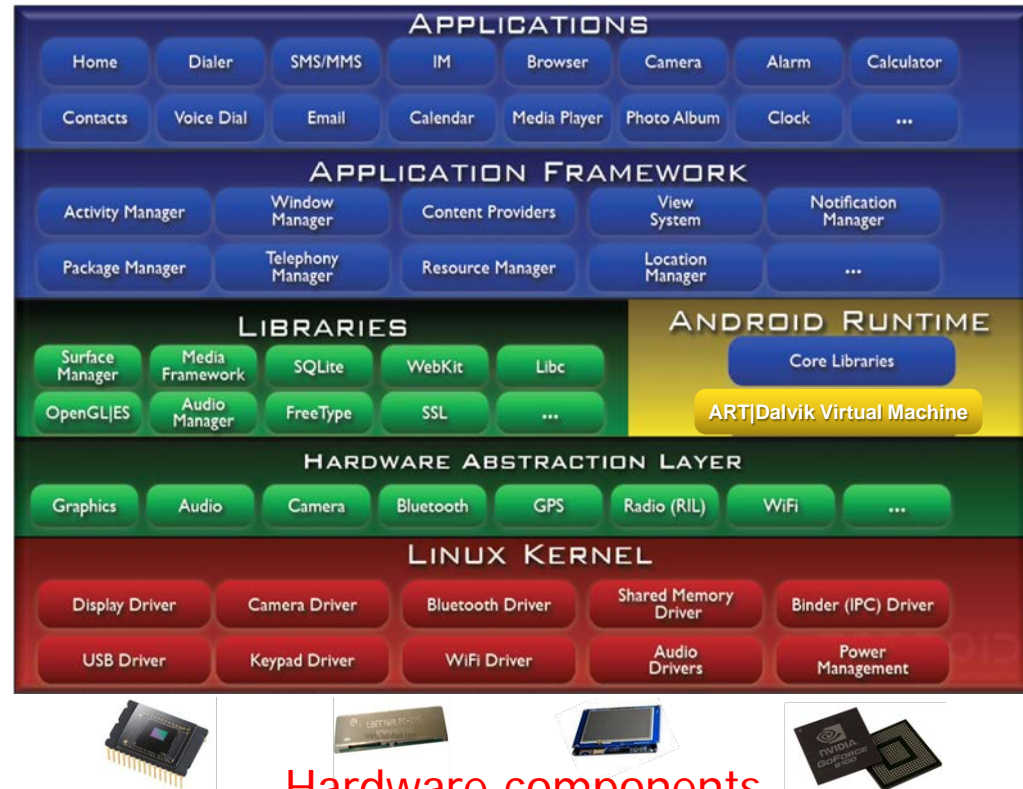 APPLICATIONS
Home Dialer SMS/MMS IM Browser Camera Alarm Calculator
Contacts Voice Dial Email Calendar Media Player Photo Album Clock ...
APPLICATION FRAMEWORK
Activity Manager Window Manager Content Providers View System Notification Manager
Package Manager Telephony Manager Resource Manager Location Manager ...
LIBRARIES
Surface Manager Media Framework SQLite WebKit Libc
OpenGL|ES Audio Manager FreeType SSL ...
ANDROID RUNTIME
Core Libraries
ART|Dalvik Virtual Machine
HARDWARE ABSTRACTION LAYER
Graphics Audio Camera Bluetooth GPS Radio (RIL) WiFi ...
LINUX KERNEL
Display Driver Camera Driver Bluetooth Driver Shared Memory Driver Binder (IPC) Driver
USB Driver Keypad Driver WiFi Driver Audio Drivers Power Management
NVIDIA
GOFORCE
Hardware components